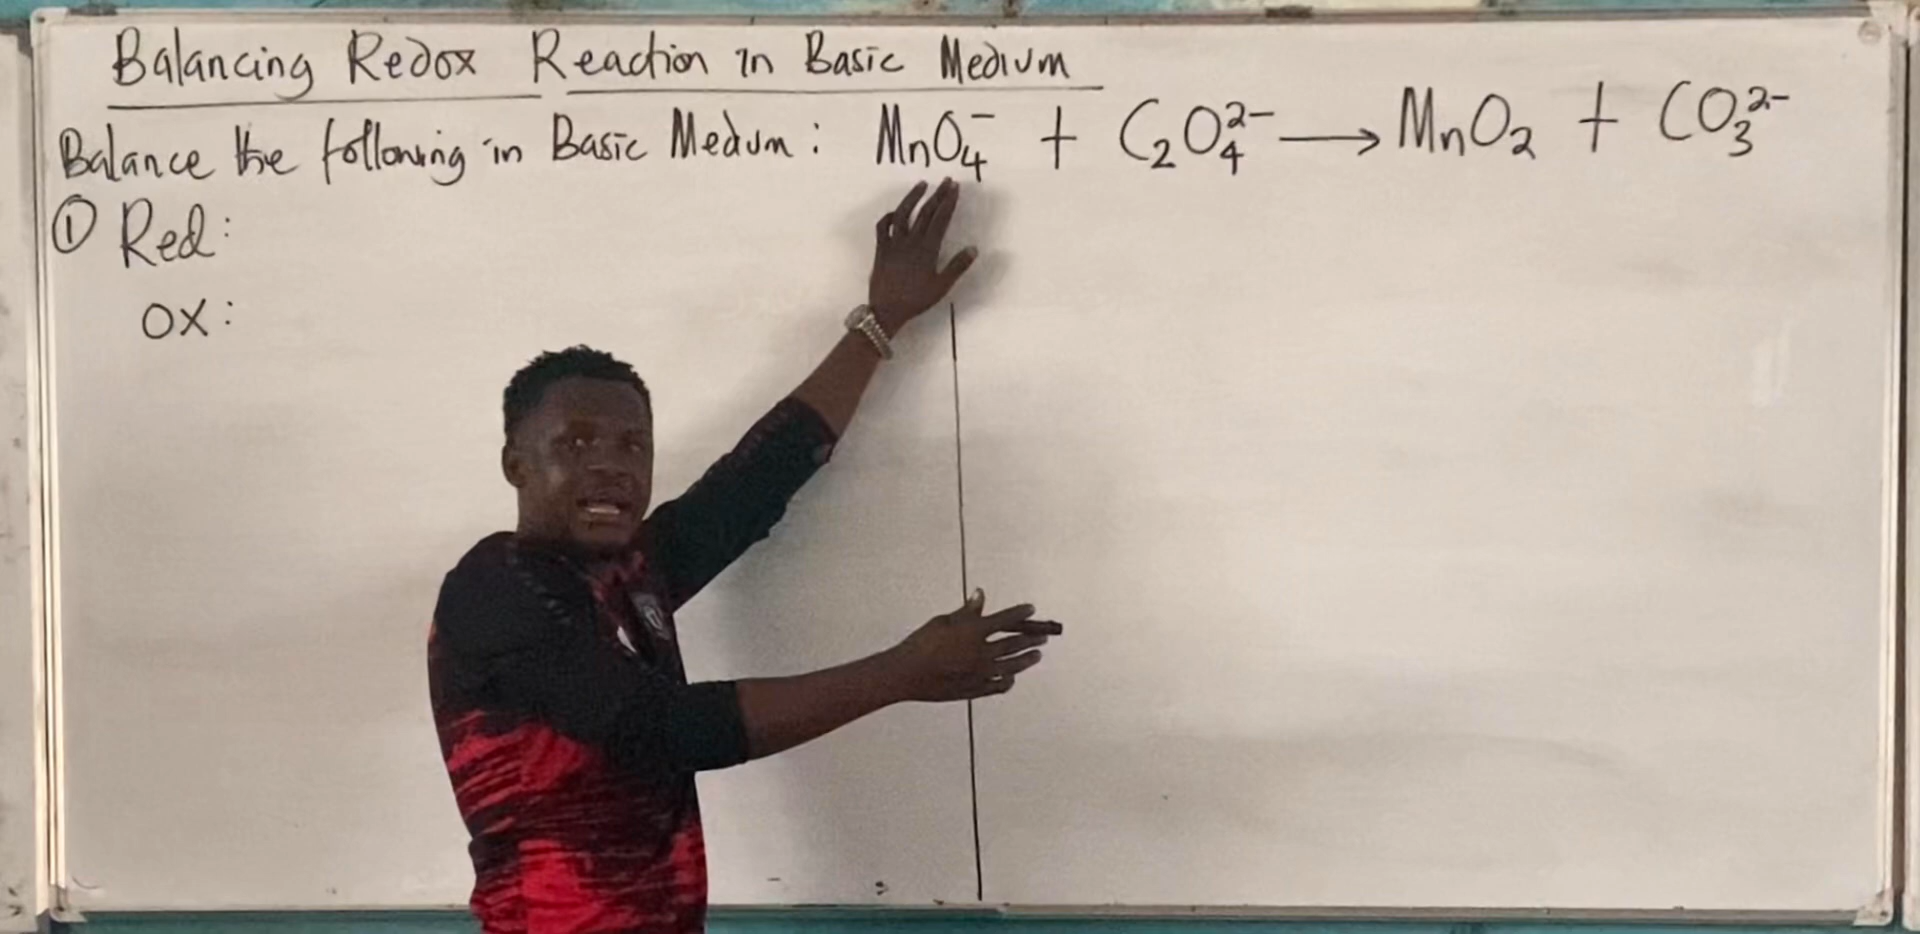 Balancing Redox Reaction in Basic Medium
Balance the following in Basic Medum : MnO₄⁻ + C₂O₄²⁻ ⟶ MnO₂ + CO₃²⁻
① Red:
OX: